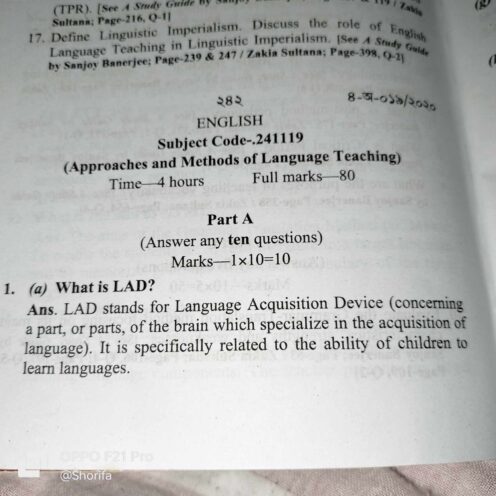 (TPR). [See A Study Guide by
Sultana; Page-216, Q-1]
17. Define Linguistic Imperialism. Discuss the role of English
Language Teaching in Linguistic Imperialism. [See A Study Guide
by Sanjoy Banerjee; Page-239 & 247 / Zakia Sultana; Page-398, Q-2]
২৪২
ENGLISH
Subject Code-.241119
(Approaches and Methods of Language Teaching)
Time—4 hours Full marks—80
Part A
(Answer any ten questions)
Marks—1×10=10
1. (a) What is LAD?
Ans. LAD stands for Language Acquisition Device (concerning
a part, or parts, of the brain which specialize in the acquisition of
language). It is specifically related to the ability of children to
learn languages.
OPPO F21 Pro
@Shorifa